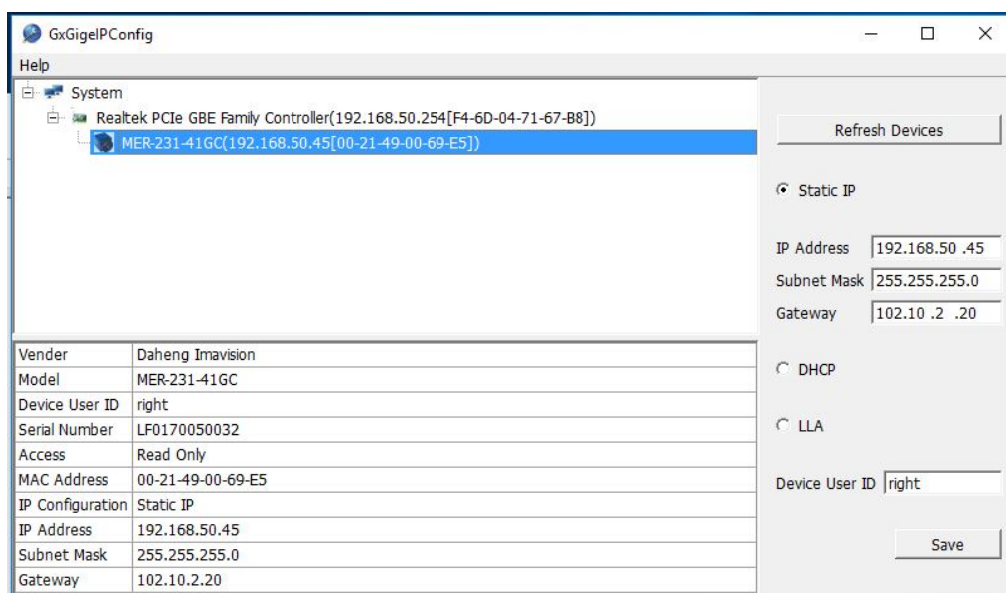 GxGigeIPConfig
Help
System
Realtek PCIe GBE Family Controller(192.168.50.254[F4-6D-04-71-67-B8])
MER-231-41GC(192.168.50.45[00-21-49-00-69-E5])
Refresh Devices
Static IP
IP Address 192.168.50 .45
Subnet Mask 255.255.255.0
Gateway 102.10 .2 .20
DHCP
LLA
Device User ID right
Save
Vender Daheng Imavision
Model MER-231-41GC
Device User ID right
Serial Number LF0170050032
Access Read Only
MAC Address 00-21-49-00-69-E5
IP Configuration Static IP
IP Address 192.168.50.45
Subnet Mask 255.255.255.0
Gateway 102.10.2.20